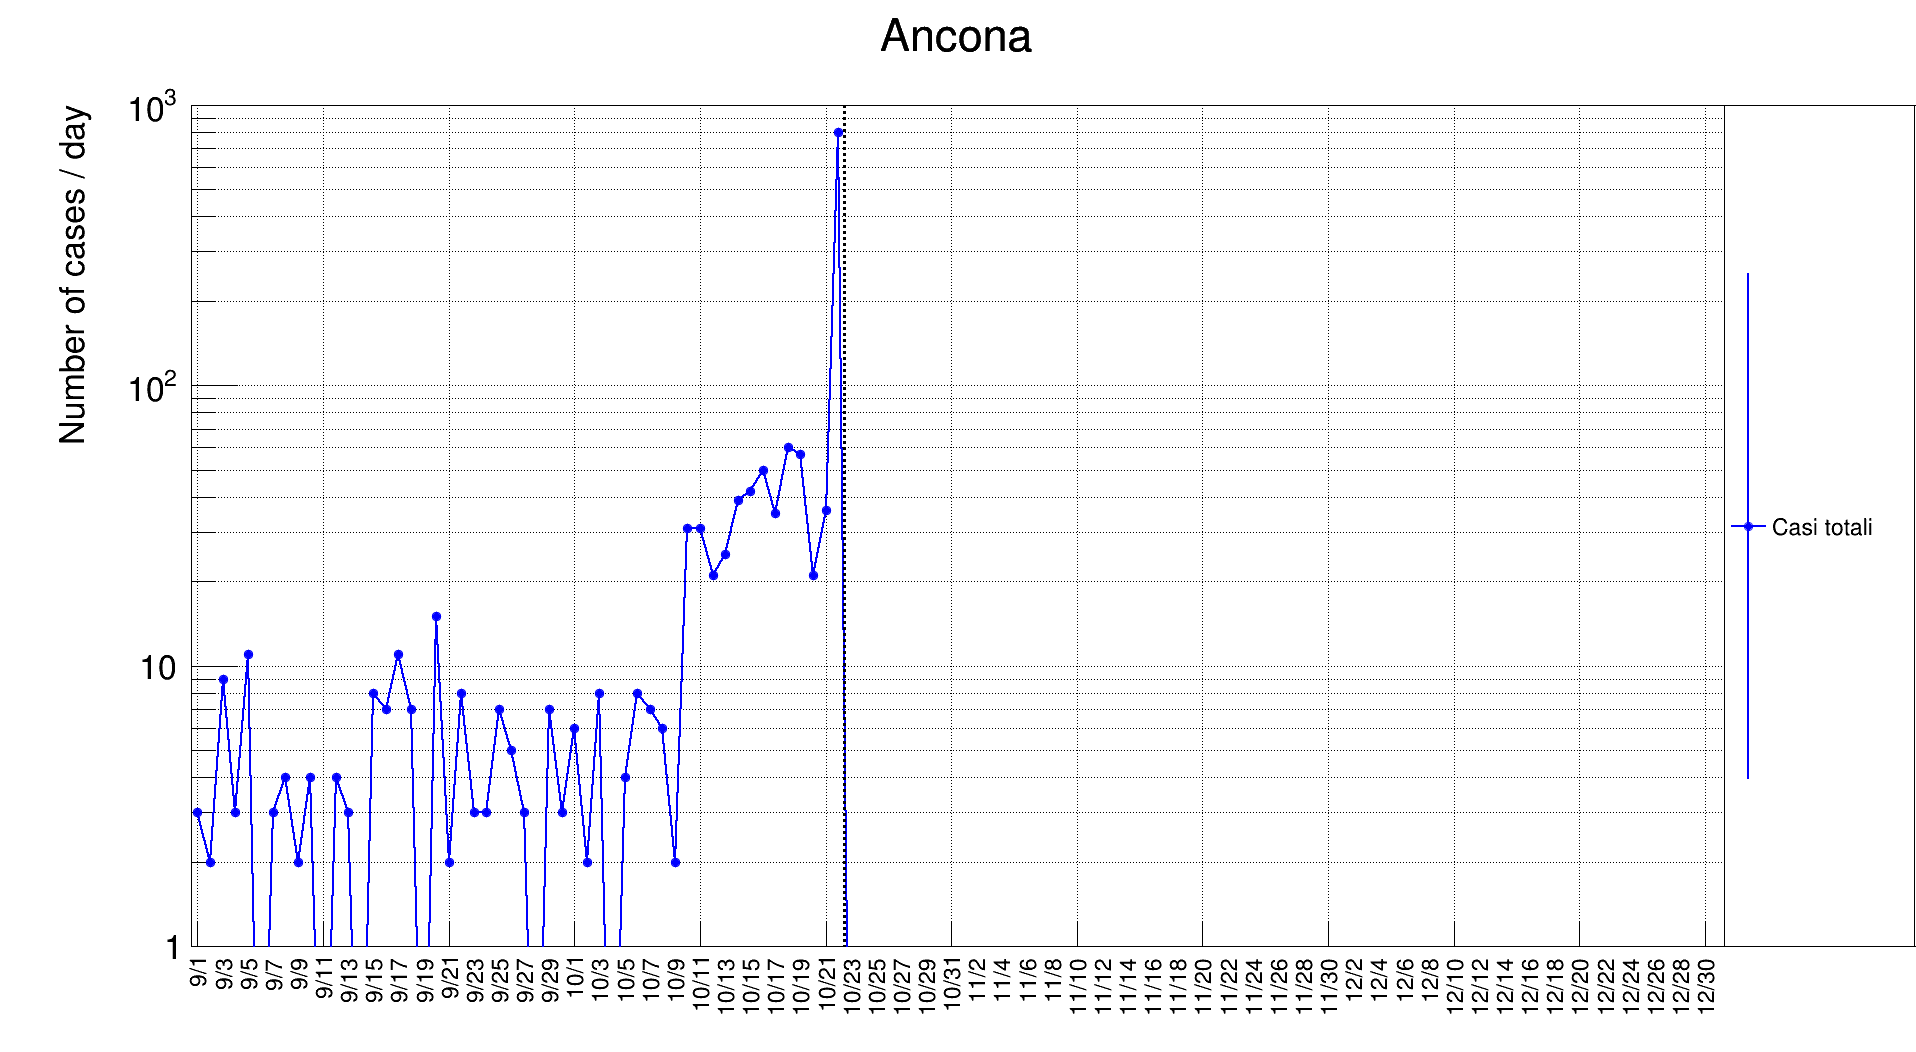 Ancona
Number of cases / day
10³
10²
10
1
9/1 9/3 9/5 9/7 9/9 9/11 9/13 9/15 9/17 9/19 9/21 9/23 9/25 9/27 9/29 10/1 10/3 10/5 10/7 10/9 10/11 10/13 10/15 10/17 10/19 10/21 10/23 10/25 10/27 10/29 10/31 11/2 11/4 11/6 11/8 11/10 11/12 11/14 11/16 11/18 11/20 11/22 11/24 11/26 11/28 11/30 12/2 12/4 12/6 12/8 12/10 12/12 12/14 12/16 12/18 12/20 12/22 12/24 12/26 12/28 12/30
Casi totali